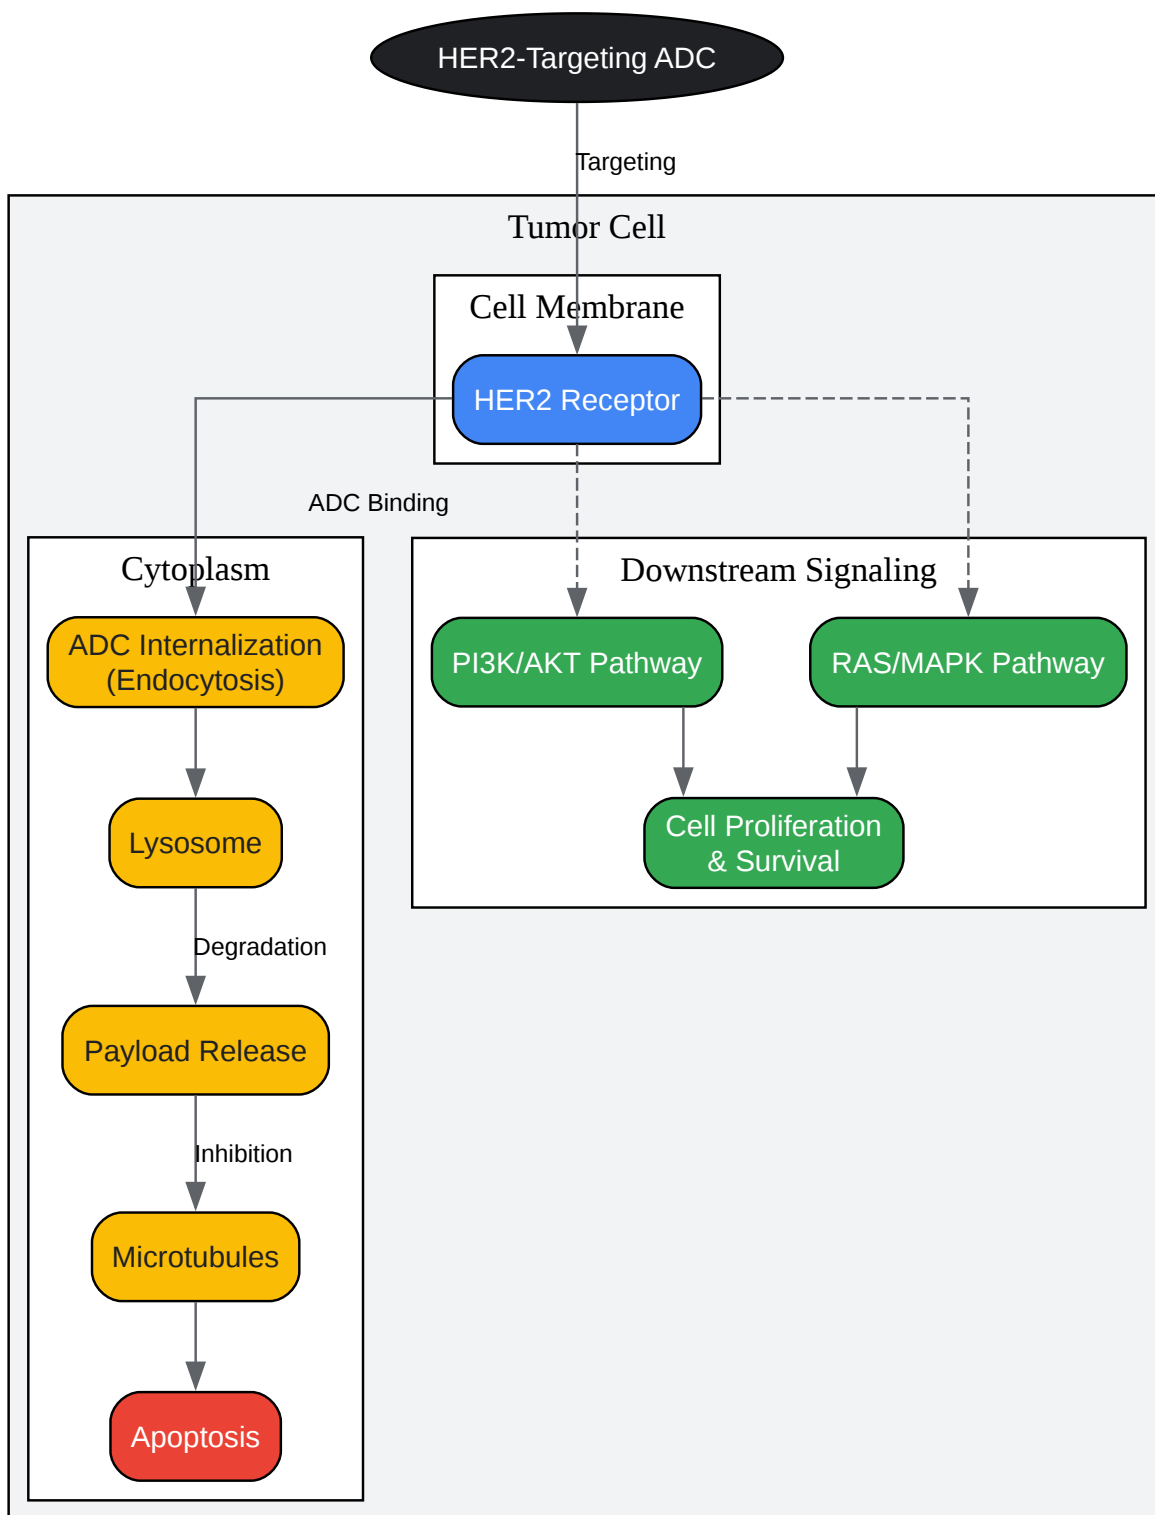 HER2-Targeting ADC
Targeting
Tumor Cell
Cell Membrane
HER2 Receptor
ADC Binding
Cytoplasm
ADC Internalization
(Endocytosis)
Lysosome
Degradation
Payload Release
Inhibition
Microtubules
Apoptosis
Downstream Signaling
PI3K/AKT Pathway
RAS/MAPK Pathway
Cell Proliferation
& Survival